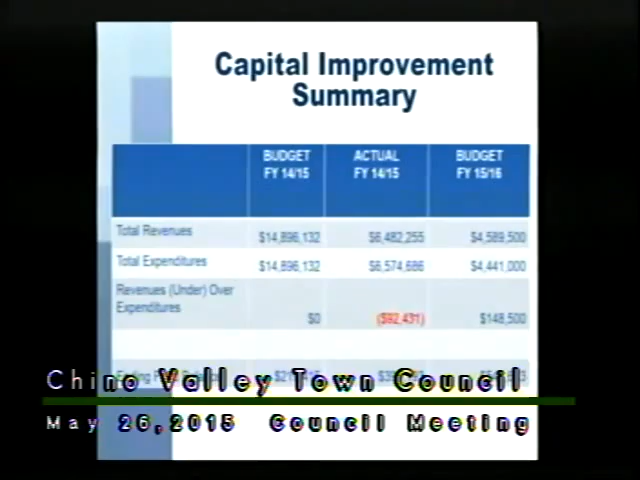 Capital Improvement
Summary
BUDGET FY 14/15 ACTUAL FY 14/15 BUDGET FY 15/16
Total Revenues $14,896,132 $6,482,255 $4,589,500
Total Expenditures $14,896,132 $6,574,686 $4,441,000
Revenues (Under) Over
Expenditures $0 ($92,431) $148,500
Chino Valley Town Council
May 26,2015 Council Meeting